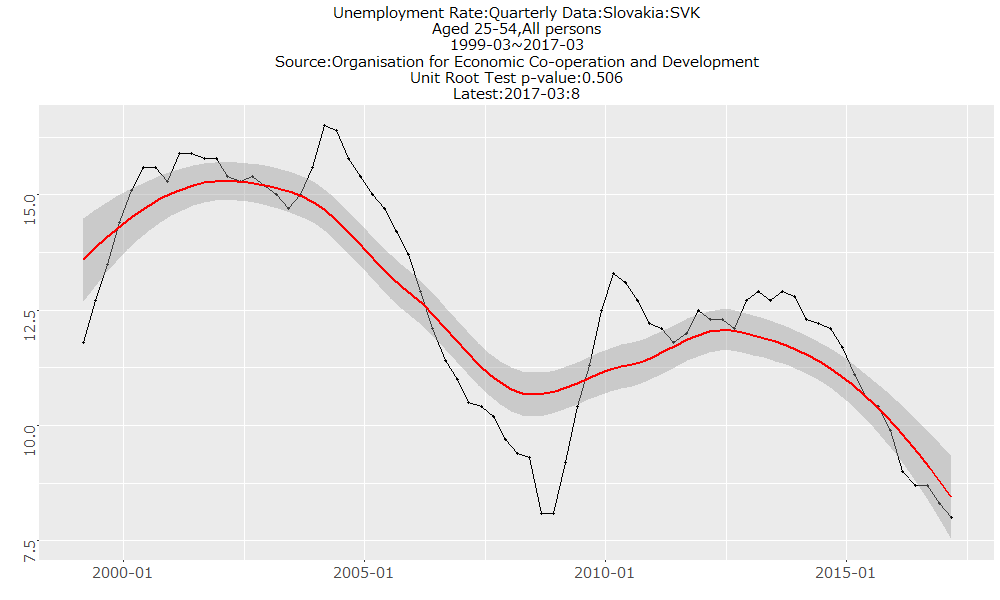 Unemployment Rate:Quarterly Data:Slovakia:SVK
Aged 25-54,All persons
1999-03~2017-03
Source:Organisation for Economic Co-operation and Development
Unit Root Test p-value:0.506
Latest:2017-03:8
15.0
12.5
10.0
7.5
2000-01
2005-01
2010-01
2015-01